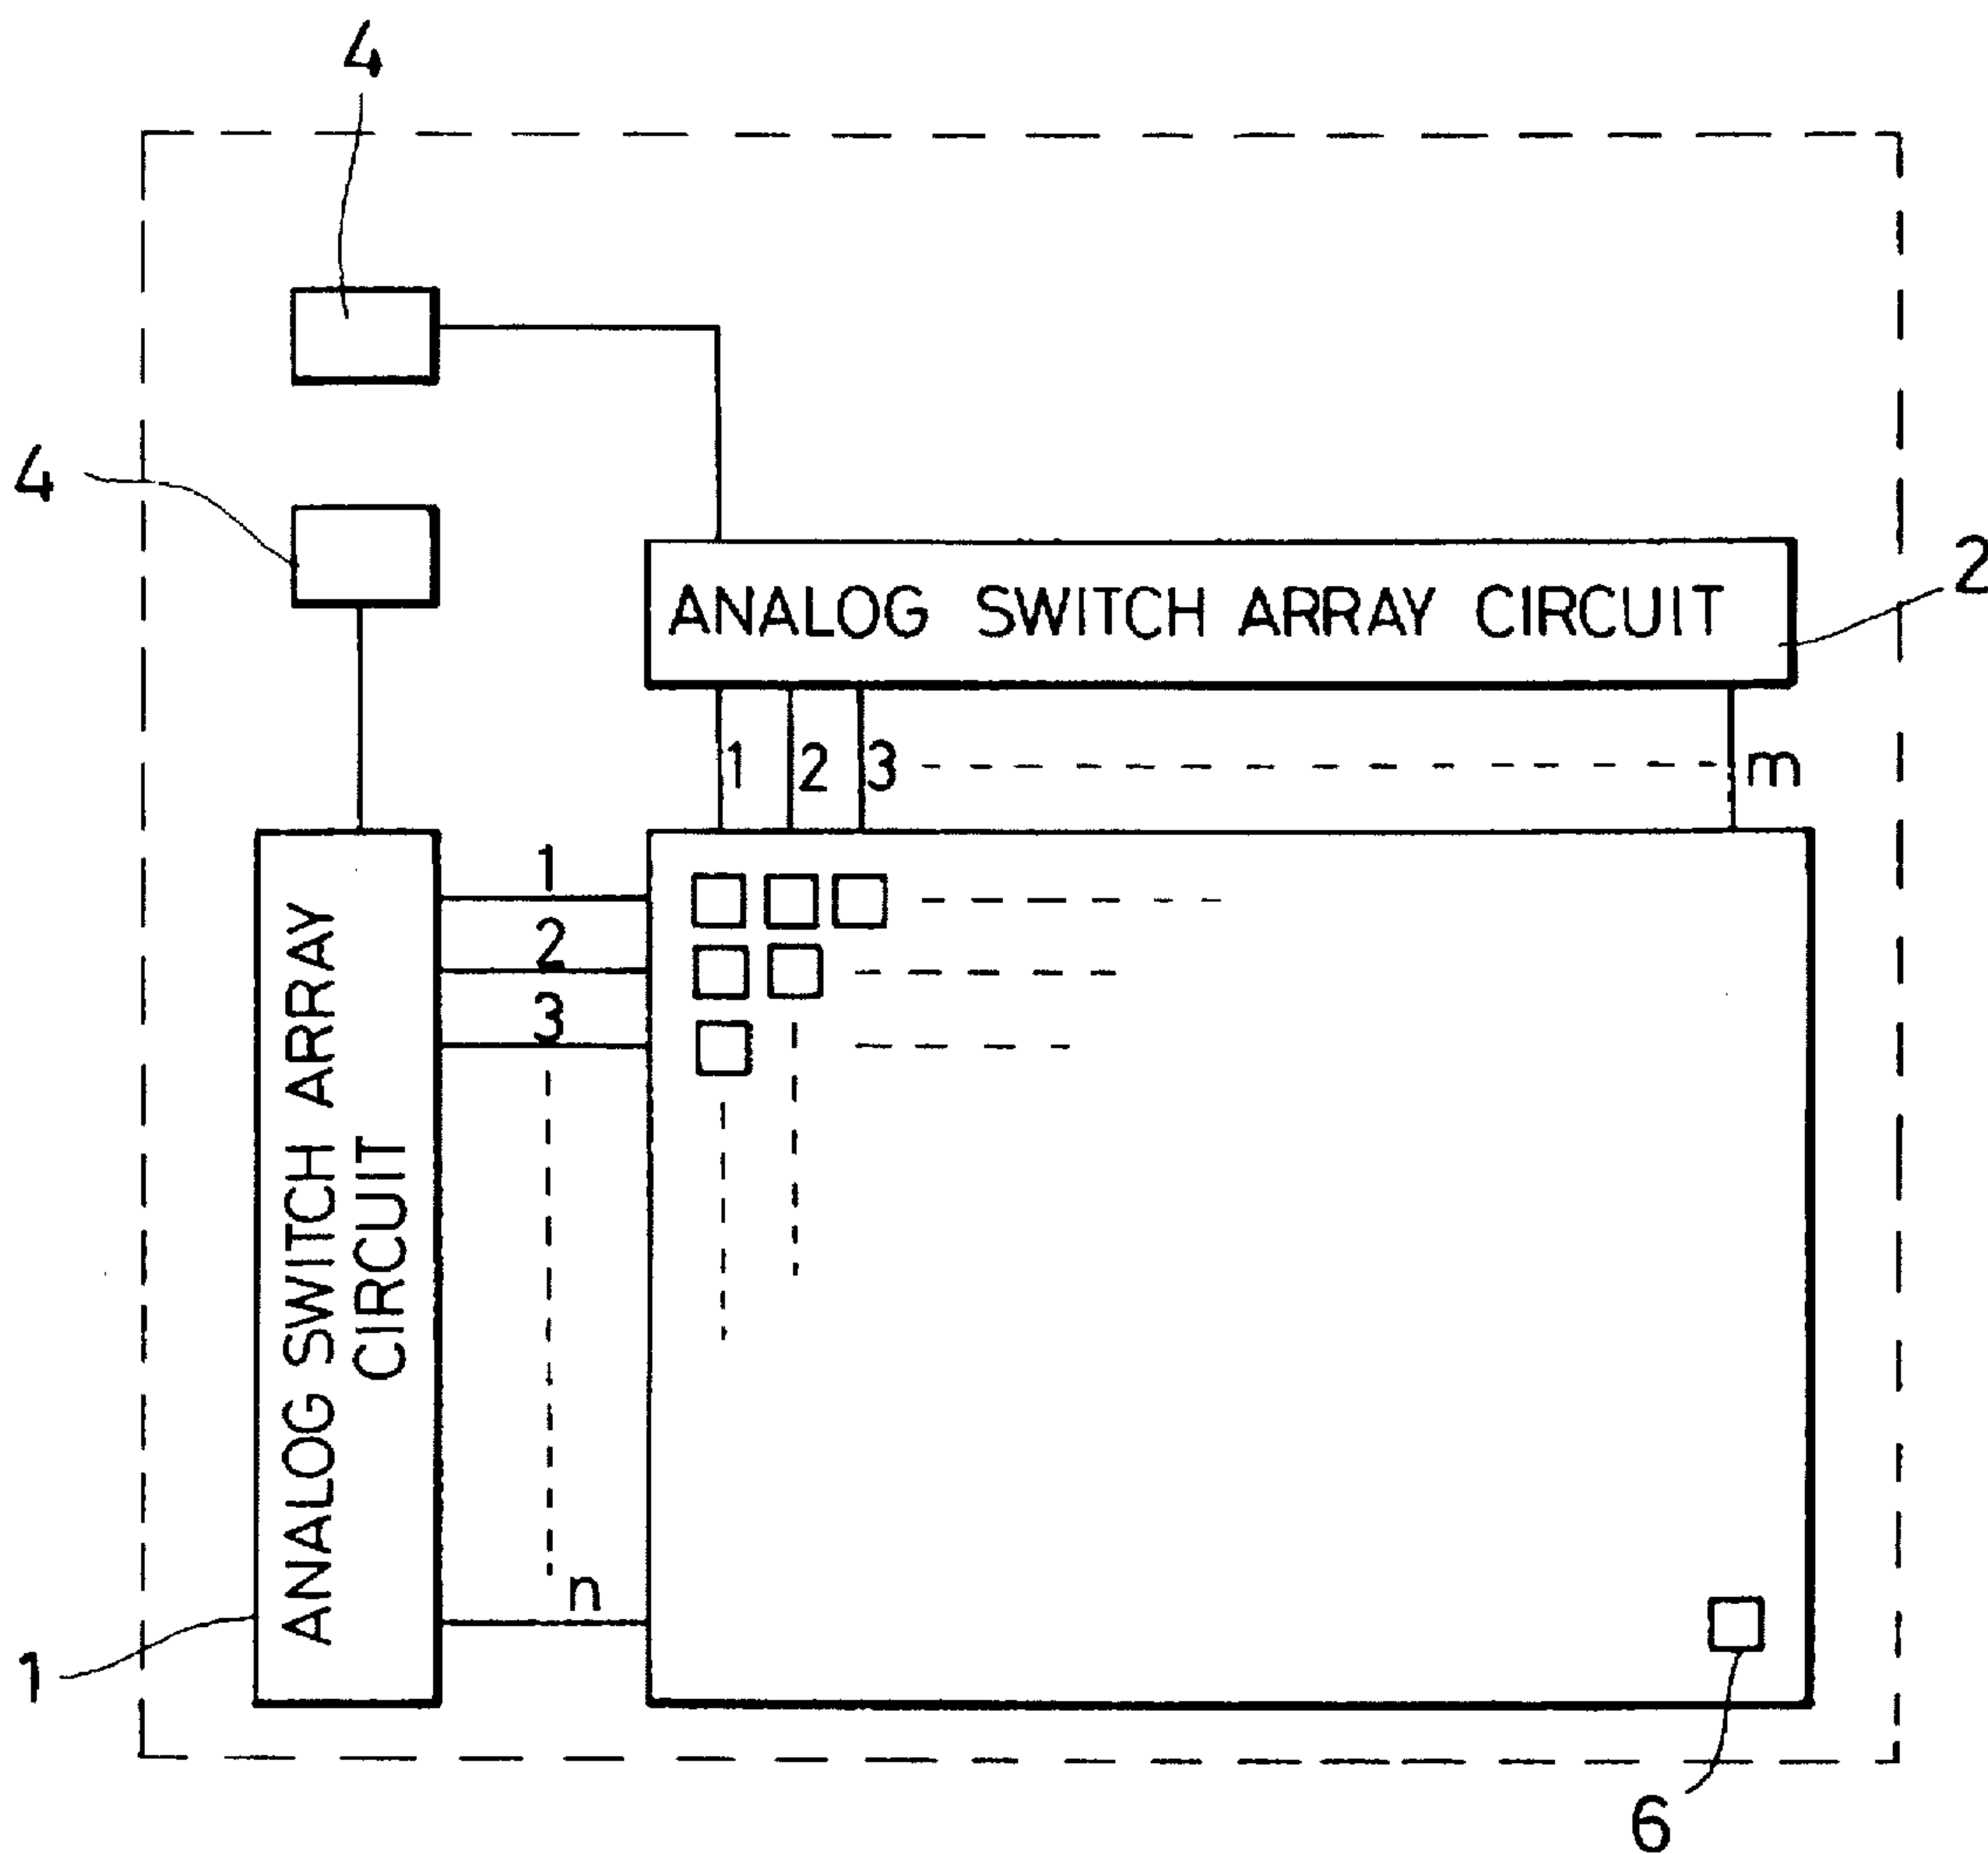 4
4
ANALOG SWITCH ARRAY CIRCUIT
2
1 2 3 m
1
2
3
ANALOG SWITCH ARRAY
CIRCUIT
n
1
6